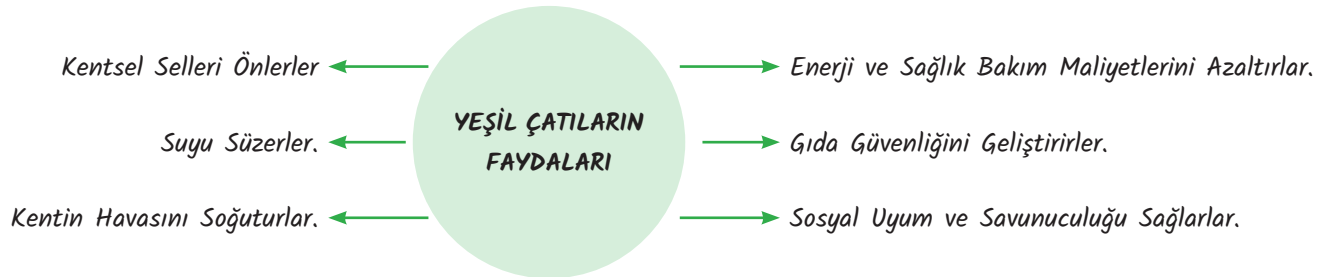 YEŞİL ÇATILARIN
FAYDALARI
Kentsel Selleri Önlerler
Suyu Süzerler.
Kentin Havasını Soğuturlar.
Enerji ve Sağlık Bakım Maliyetlerini Azaltırlar.
Gıda Güvenliğini Geliştirirler.
Sosyal Uyum ve Savunuculuğu Sağlarlar.